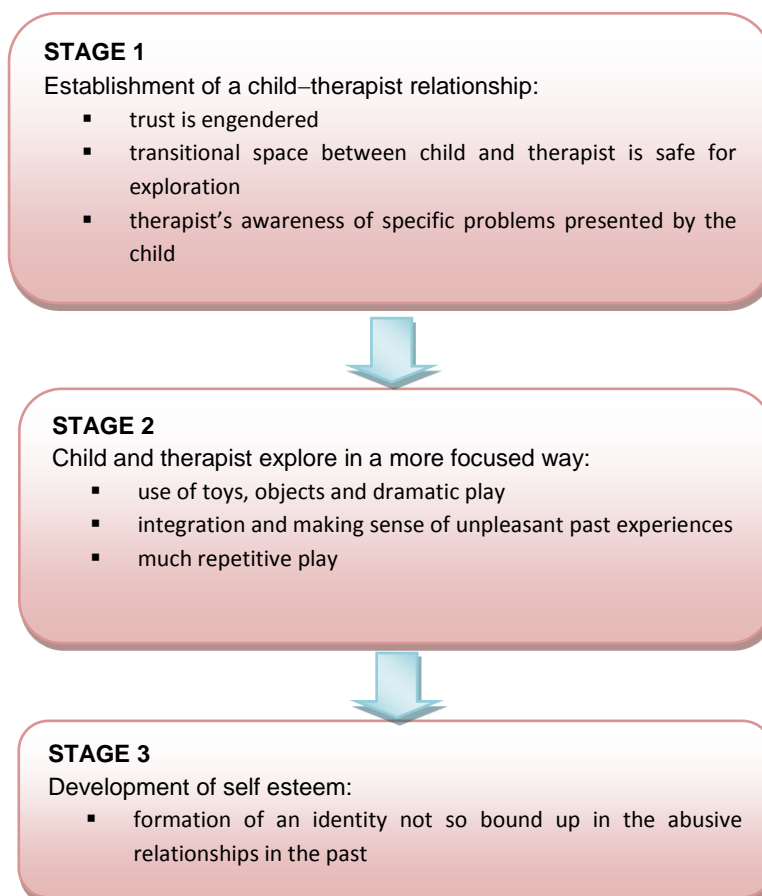 STAGE 1
Establishment of a child–therapist relationship:
▪ trust is engendered
▪ transitional space between child and therapist is safe for
exploration
▪ therapist’s awareness of specific problems presented by the
child
STAGE 2
Child and therapist explore in a more focused way:
▪ use of toys, objects and dramatic play
▪ integration and making sense of unpleasant past experiences
▪ much repetitive play
STAGE 3
Development of self esteem:
▪ formation of an identity not so bound up in the abusive
relationships in the past